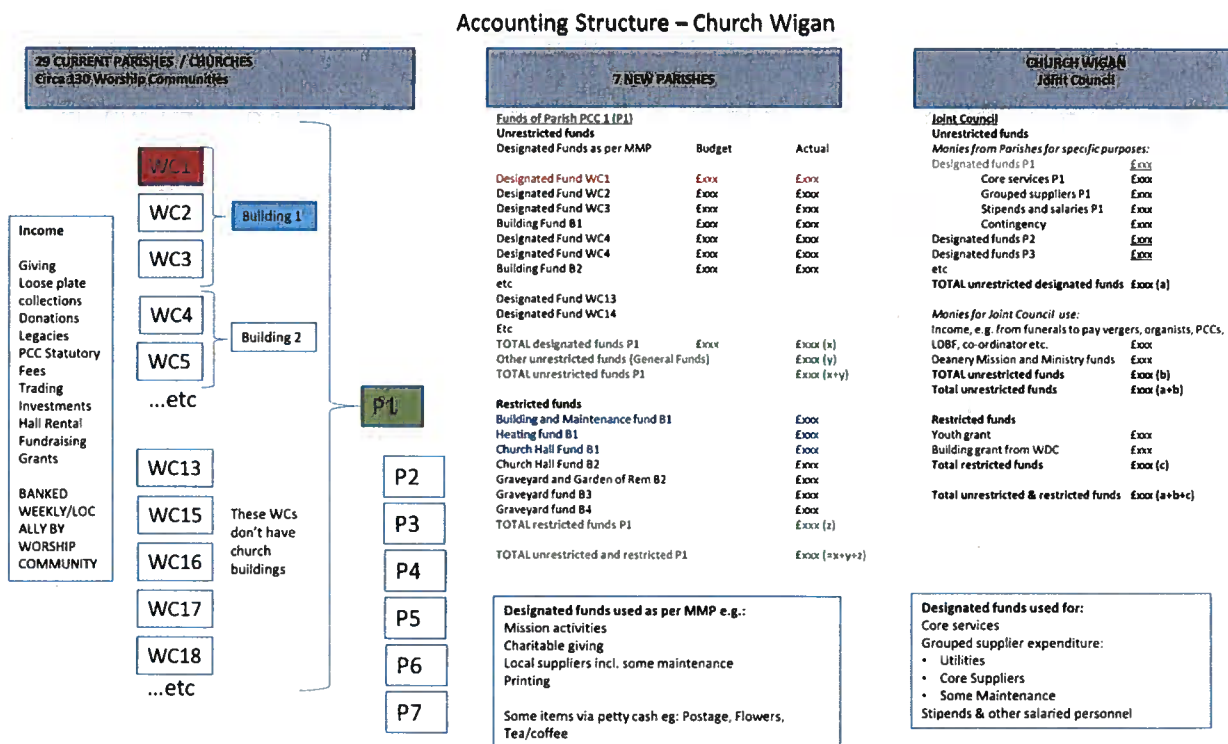 Accounting Structure – Church Wigan
29 CURRENT PARISHES / CHURCHES
Circa 130 Worship Communities
Income
Giving
Loose plate
collections
Donations
Legacies
PCC Statutory
Fees
Trading
Investments
Hall Rental
Fundraising
Grants
BANKED
WEEKLY/LOC
ALLY BY
WORSHIP
COMMUNITY
WC1
WC2
WC3
Building 1
WC4
WC5
Building 2
...etc
WC13
WC15
WC16
WC17
WC18
...etc
These WCs
don't have
church
buildings
P1
P2
P3
P4
P5
P6
P7
7 NEW PARISHES
Funds of Parish PCC 1 (P1)
Unrestricted funds
Designated Funds as per MMP Budget Actual
Designated Fund WC1 £xxx £xxx
Designated Fund WC2 £xxx £xxx
Designated Fund WC3 £xxx £xxx
Building Fund B1 £xxx £xxx
Designated Fund WC4 £xxx £xxx
Designated Fund WC4 £xxx £xxx
Building Fund B2 £xxx £xxx
etc
Designated Fund WC13
Designated Fund WC14
Etc
TOTAL designated funds P1 £xxx £xxx (x)
Other unrestricted funds (General Funds) £xxx (y)
TOTAL unrestricted funds P1 £xxx (x+y)
Restricted funds
Building and Maintenance fund B1 £xxx
Heating fund B1 £xxx
Church Hall Fund B1 £xxx
Church Hall Fund B2 £xxx
Graveyard and Garden of Rem B2 £xxx
Graveyard fund B3 £xxx
Graveyard fund B4 £xxx
TOTAL restricted funds P1 £xxx (z)
TOTAL unrestricted and restricted P1 £xxx (=x+y+z)
Designated funds used as per MMP e.g.:
Mission activities
Charitable giving
Local suppliers incl. some maintenance
Printing
Some items via petty cash eg: Postage, Flowers,
Tea/coffee
CHURCH WIGAN
Joint Council
Joint Council
Unrestricted funds
Monies from Parishes for specific purposes:
Designated funds P1 £xxx
Core services P1 £xxx
Grouped suppliers P1 £xxx
Stipends and salaries P1 £xxx
Contingency £xxx
Designated funds P2 £xxx
Designated funds P3 £xxx
etc
TOTAL unrestricted designated funds £xxx (a)
Monies for Joint Council use:
Income, e.g. from funerals to pay vergers, organists, PCCs,
LDBF, co-ordinator etc. £xxx
Deanery Mission and Ministry funds £xxx
TOTAL unrestricted funds £xxx (b)
Total unrestricted funds £xxx (a+b)
Restricted funds
Youth grant £xxx
Building grant from WDC £xxx
Total restricted funds £xxx (c)
Total unrestricted & restricted funds £xxx (a+b+c)
Designated funds used for:
Core services
Grouped supplier expenditure:
• Utilities
• Core Suppliers
• Some Maintenance
Stipends & other salaried personnel